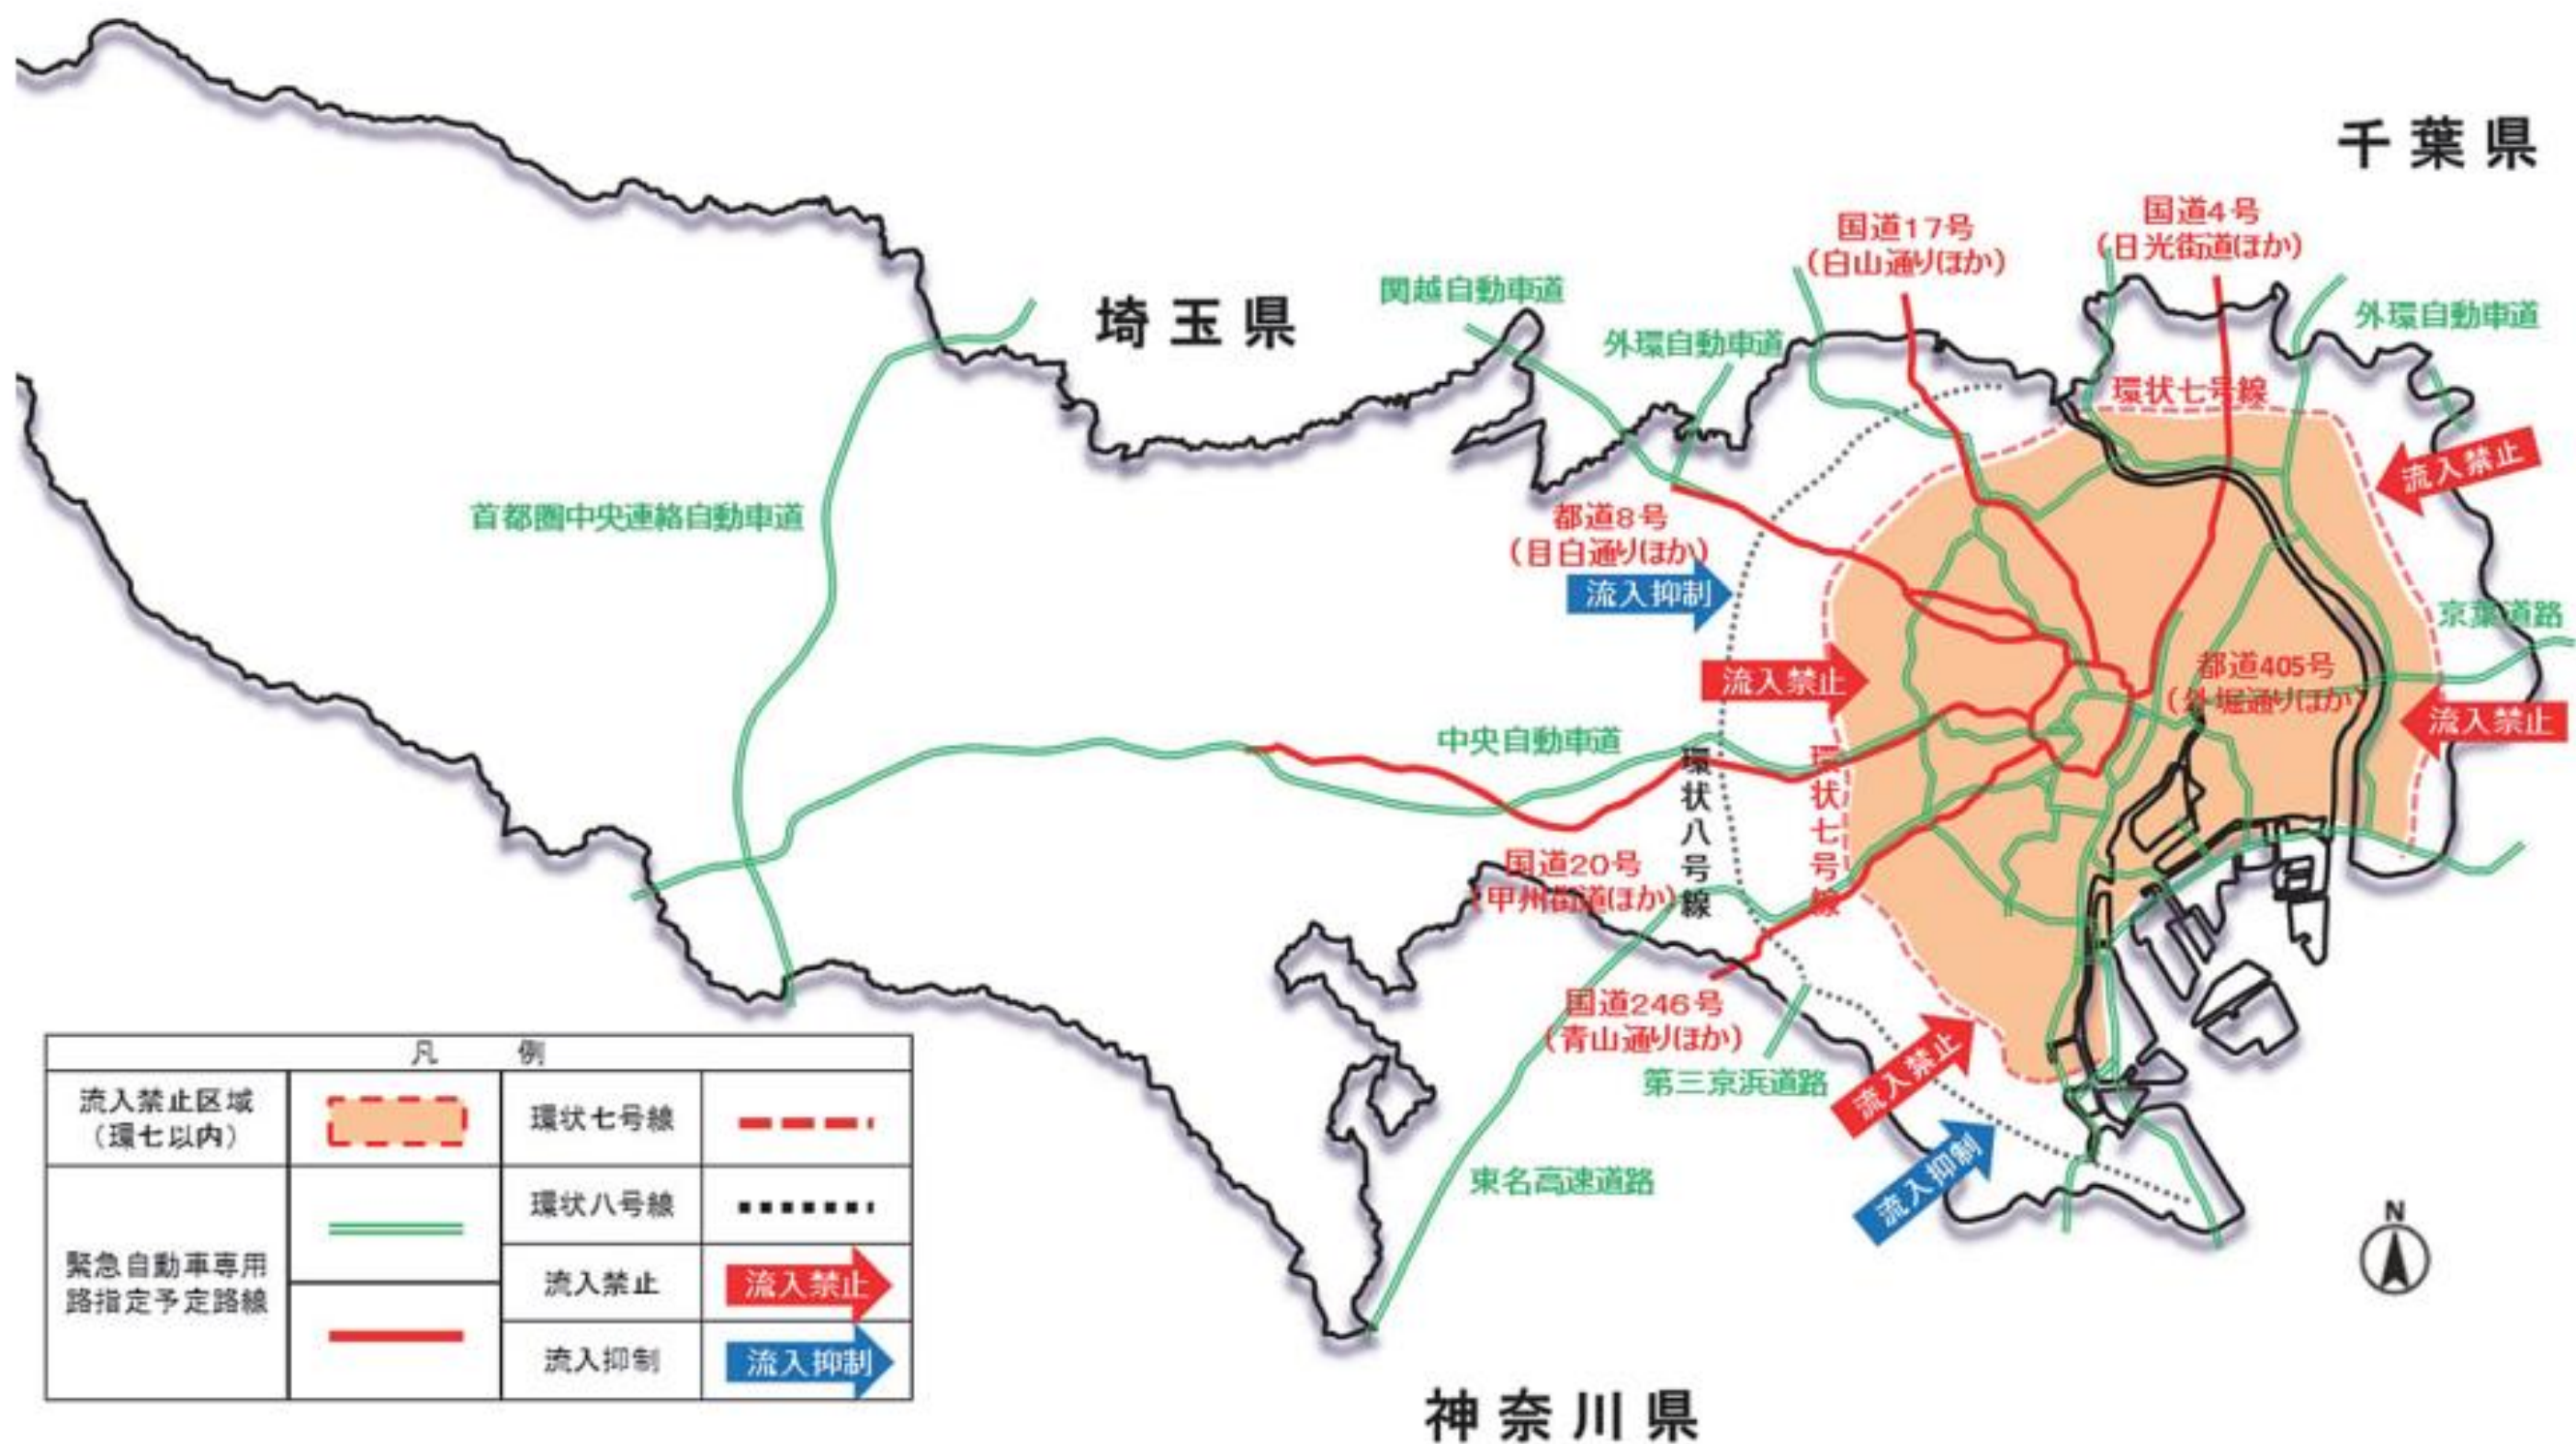 千葉県
国道17号
（白山通りほか）
国道4号
（日光街道ほか）
関越自動車道
埼玉県
外環自動車道
外環自動車道
環状七号線
流入禁止
首都圏中央連絡自動車道
都道8号
（目白通りほか）
流入抑制
京葉道路
流入禁止
都道405号
（外堀通りほか）
流入禁止
中央自動車道
環状八号線
環状七号線
国道20号
（甲州街道ほか）
国道246号
（青山通りほか）
第三京浜道路
流入禁止
流入抑制
東名高速道路
N
神奈川県
凡例
流入禁止区域
（環七以内）
環状七号線
緊急自動車専用
路指定予定路線
環状八号線
流入禁止
流入禁止
流入抑制
流入抑制